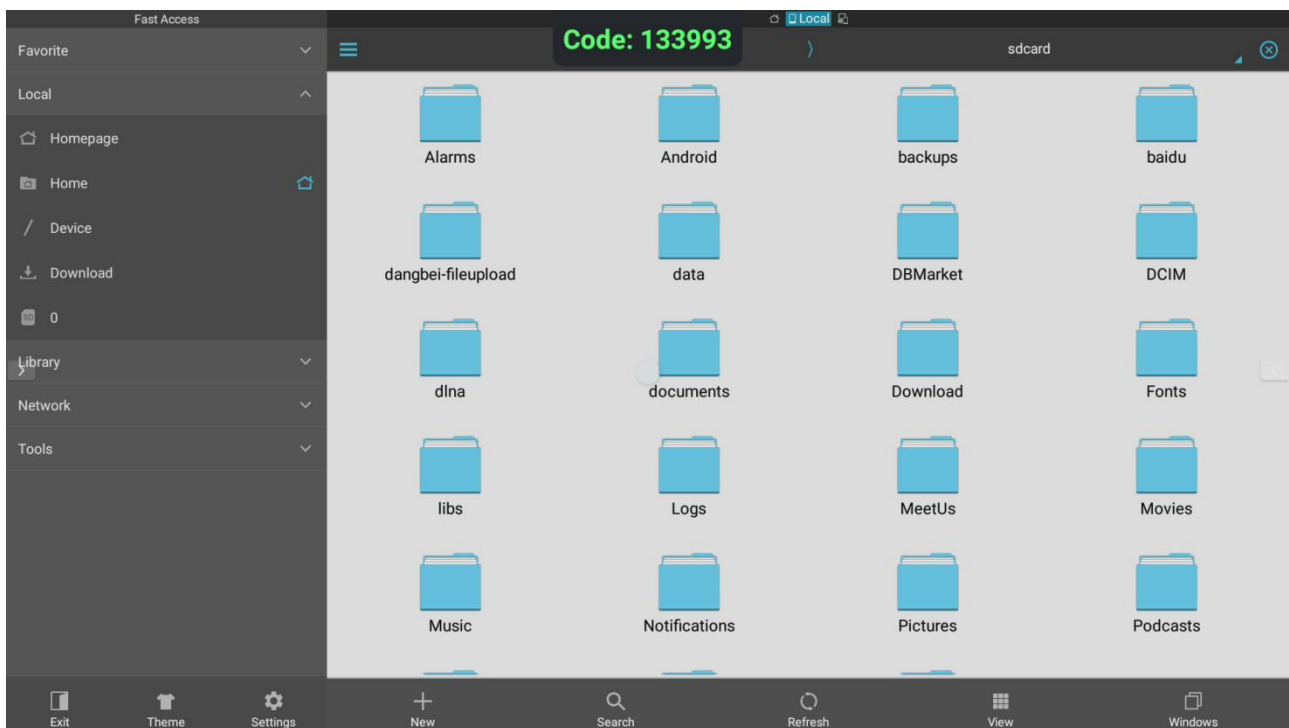 Fast Access
Local
Code: 133993
Favorite
sdcard
Local
Homepage
Home
Device
Download
SD 0
Library
Network
Tools
Alarms
Android
backups
baidu
dangbei-fileupload
data
DBMarket
DCIM
dlna
documents
Download
Fonts
libs
Logs
MeetUs
Movies
Music
Notifications
Pictures
Podcasts
Exit
Theme
Settings
New
Search
Refresh
View
Windows